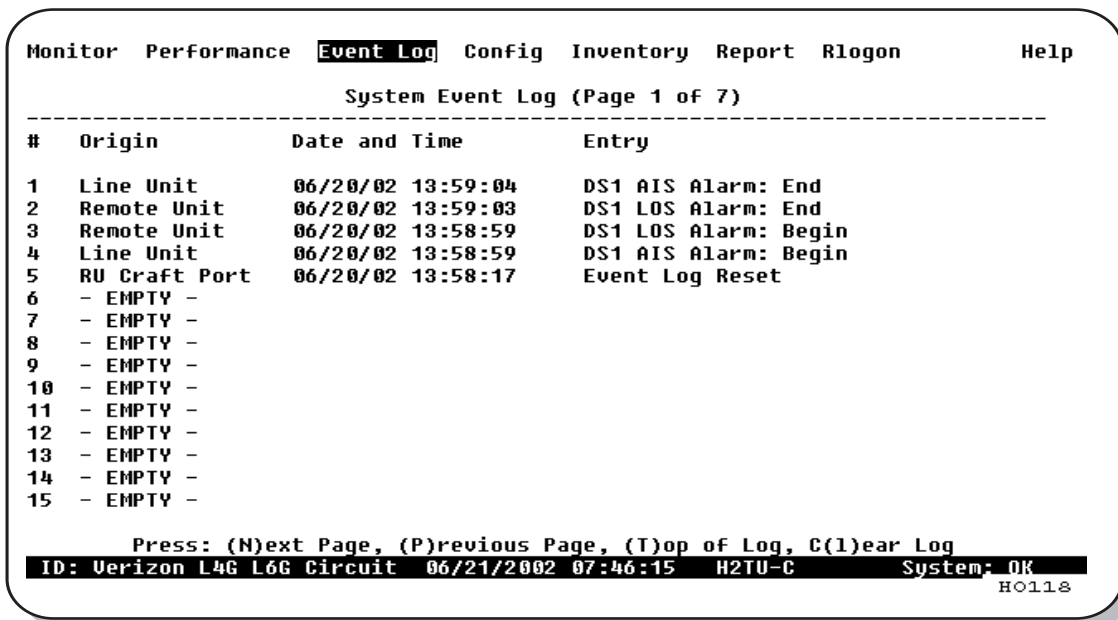 Monitor Performance Event Log Config Inventory Report Rlogon Help
System Event Log (Page 1 of 7)
# Origin Date and Time Entry
1 Line Unit 06/20/02 13:59:04 DS1 AIS Alarm: End
2 Remote Unit 06/20/02 13:59:03 DS1 LOS Alarm: End
3 Remote Unit 06/20/02 13:58:59 DS1 LOS Alarm: Begin
4 Line Unit 06/20/02 13:58:59 DS1 AIS Alarm: Begin
5 RU Craft Port 06/20/02 13:58:17 Event Log Reset
6 - EMPTY -
7 - EMPTY -
8 - EMPTY -
9 - EMPTY -
10 - EMPTY -
11 - EMPTY -
12 - EMPTY -
13 - EMPTY -
14 - EMPTY -
15 - EMPTY -
Press: (N)ext Page, (P)revious Page, (T)op of Log, C(l)ear Log
ID: Verizon L4G L6G Circuit 06/21/2002 07:46:15 H2TU-C System: OK
HO118